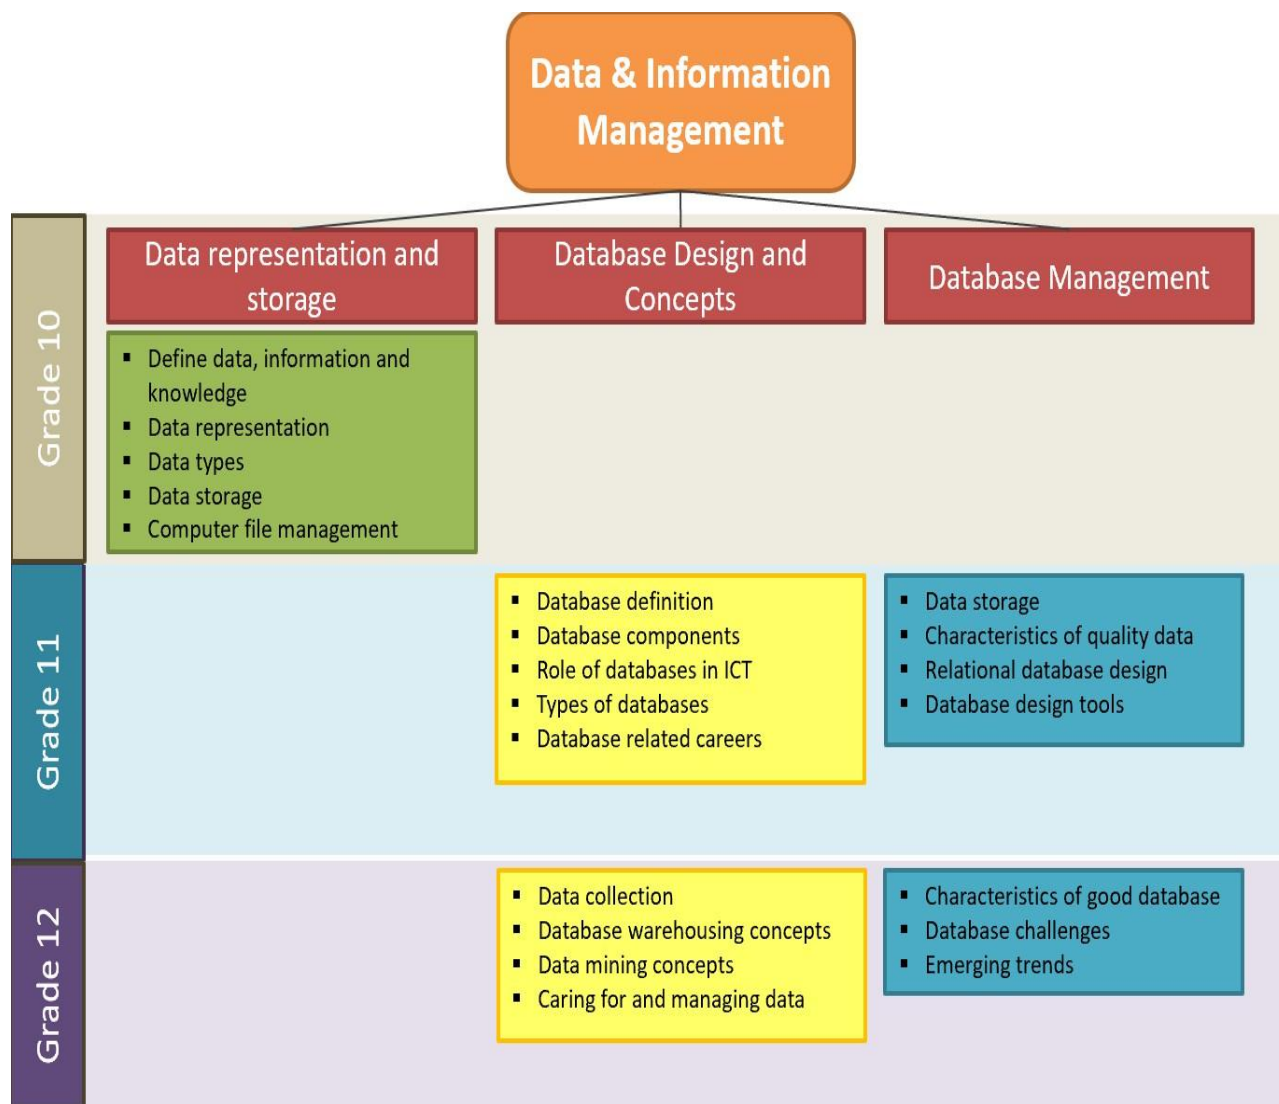 Data & Information
Management
Data representation and
storage
Database Design and
Concepts
Database Management
Grade 10
▪ Define data, information and
knowledge
▪ Data representation
▪ Data types
▪ Data storage
▪ Computer file management
Grade 11
▪ Database definition
▪ Database components
▪ Role of databases in ICT
▪ Types of databases
▪ Database related careers
▪ Data storage
▪ Characteristics of quality data
▪ Relational database design
▪ Database design tools
Grade 12
▪ Data collection
▪ Database warehousing concepts
▪ Data mining concepts
▪ Caring for and managing data
▪ Characteristics of good database
▪ Database challenges
▪ Emerging trends